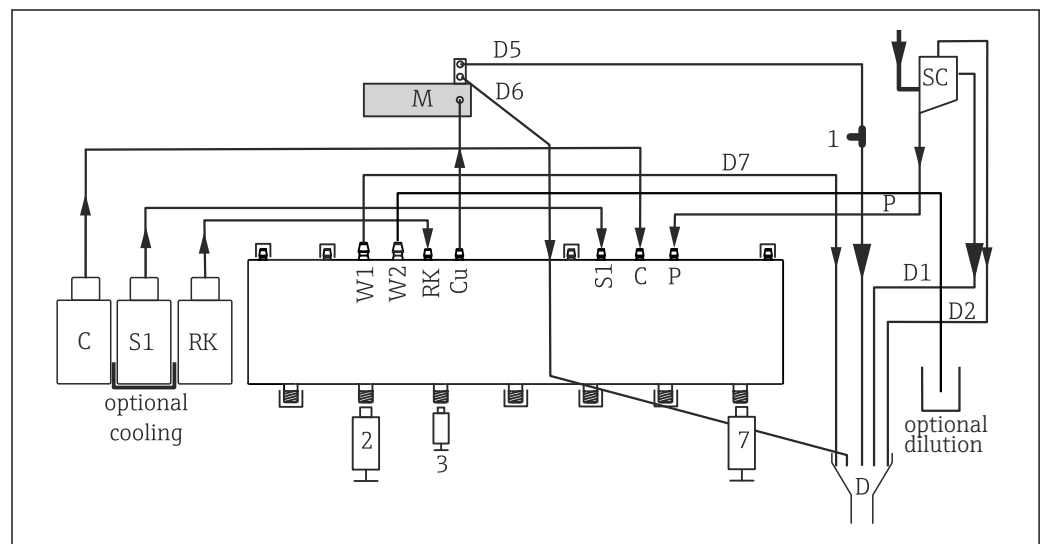 D5
SC
M
D6
1
D7
P
W1
W2
RK
Cu
S1
C
P
D1
D2
C
S1
RK
optional
cooling
2
3
7
optional
dilution
D